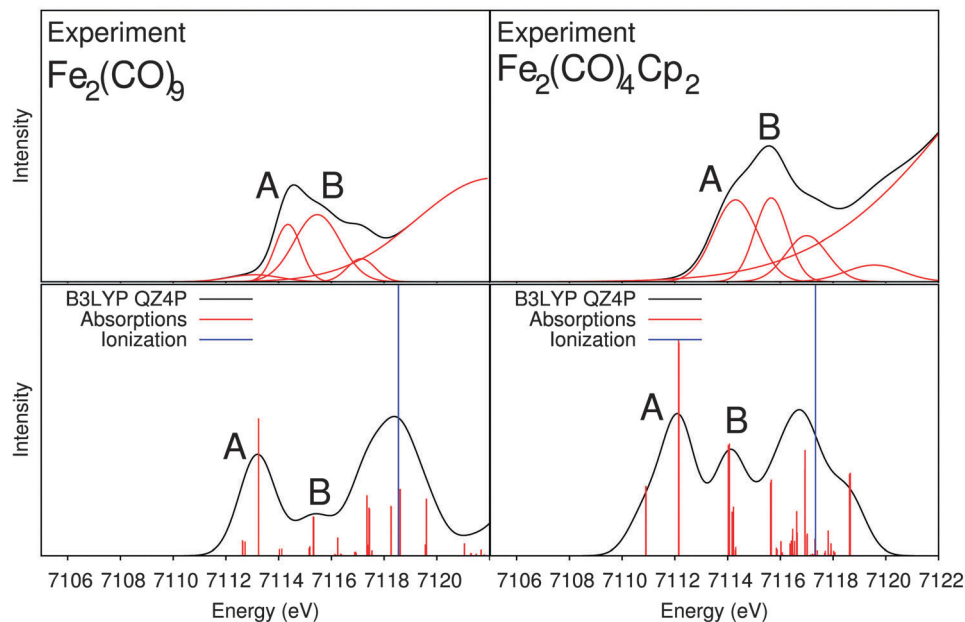 Experiment
Fe2(CO)9
A
B
Intensity
Experiment
Fe2(CO)4Cp2
A
B
B3LYP QZ4P
Absorptions
Ionization
A
B
Intensity
7106 7108 7110 7112 7114 7116 7118 7120
Energy (eV)
B3LYP QZ4P
Absorptions
Ionization
A
B
7106 7108 7110 7112 7114 7116 7118 7120 7122
Energy (eV)